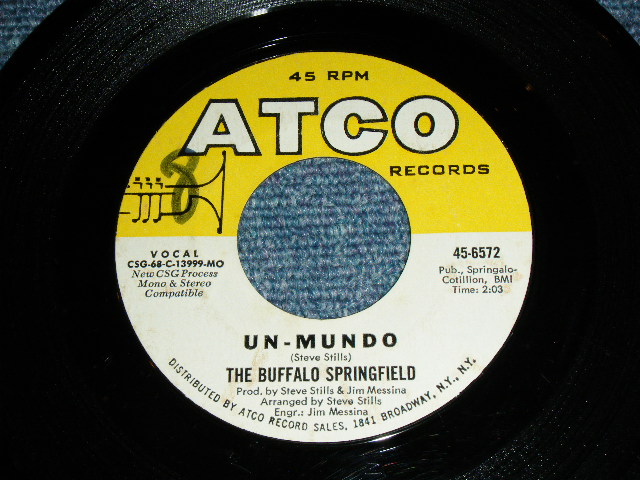 45 RPM
ATCO
RECORDS
8
VOCAL
CSG-68-C-13999-MO
New CSG Process
Mono & Stereo
Compatible
45-6572
Pub., Springalo-
Cotillion, BMI
Time: 2:03
UN-MUNDO
(Steve Stills)
THE BUFFALO SPRINGFIELD
Prod. by Steve Stills & Jim Messina
Arranged by Steve Stills
Engr.: Jim Messina
DISTRIBUTED BY ATCO RECORD SALES, 1841 BROADWAY, N.Y., N.Y.